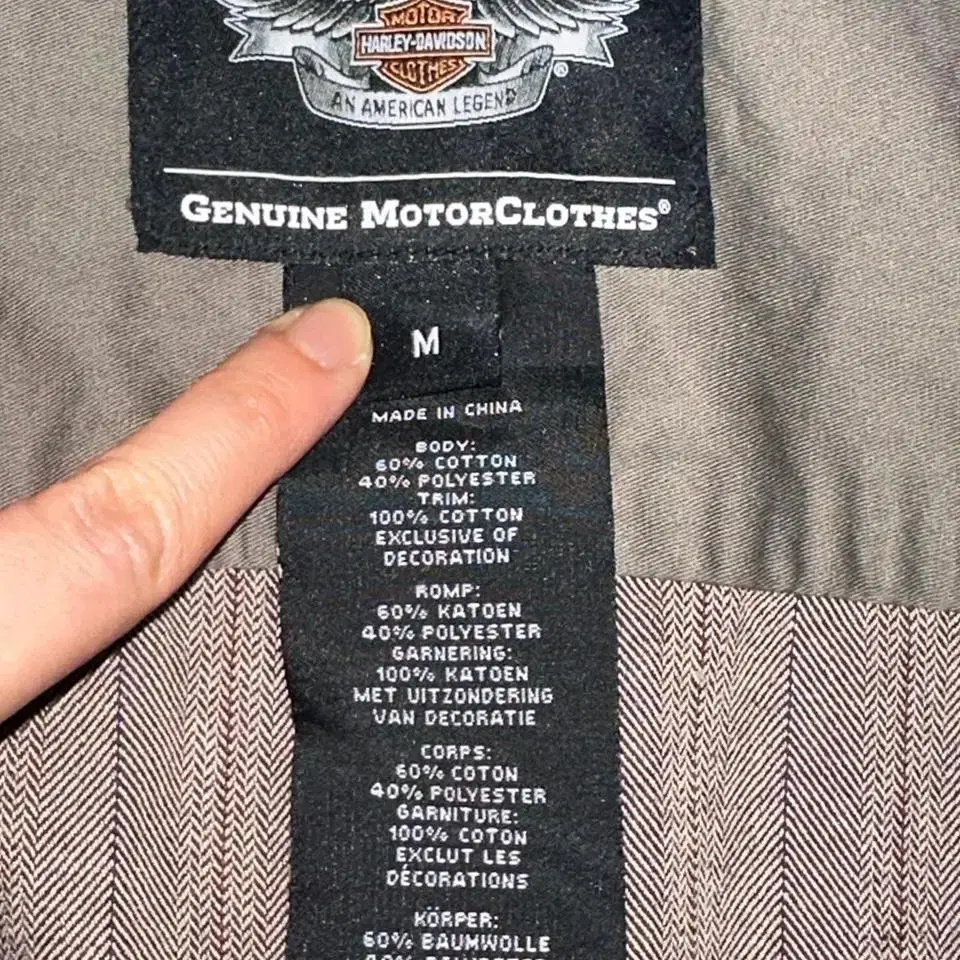 MOTOR
HARLEY-DAVIDSON
CLOTHES
®
AN AMERICAN LEGEND
GENUINE MOTORCLOTHES®
M
MADE IN CHINA
BODY:
60% COTTON
40% POLYESTER
TRIM:
100% COTTON
EXCLUSIVE OF
DECORATION
ROMP:
60% KATOEN
40% POLYESTER
GARNERING:
100% KATOEN
MET UITZONDERING
VAN DECORATIE
CORPS:
60% COTON
40% POLYESTER
GARNITURE:
100% COTON
EXCLUT LES
DÉCORATIONS
KÖRPER:
60% BAUMWOLLE